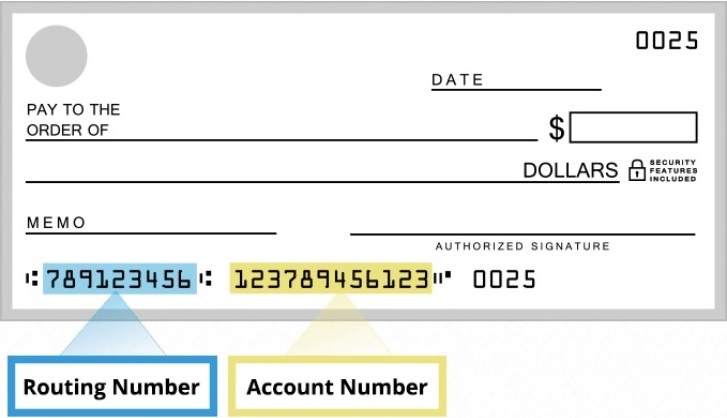 0025
DATE
PAY TO THE
ORDER OF
$
DOLLARS
SECURITY
FEATURES
INCLUDED
MEMO
AUTHORIZED SIGNATURE
⑆789123456⑆ 123789456123⑈ 0025
Routing Number
Account Number